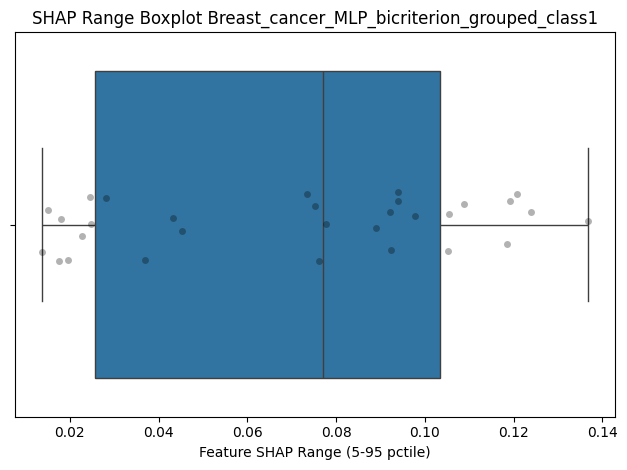 SHAP Range Boxplot Breast_cancer_MLP_bicriterion_grouped_class1
0.02 0.04 0.06 0.08 0.10 0.12 0.14
Feature SHAP Range (5-95 pctile)